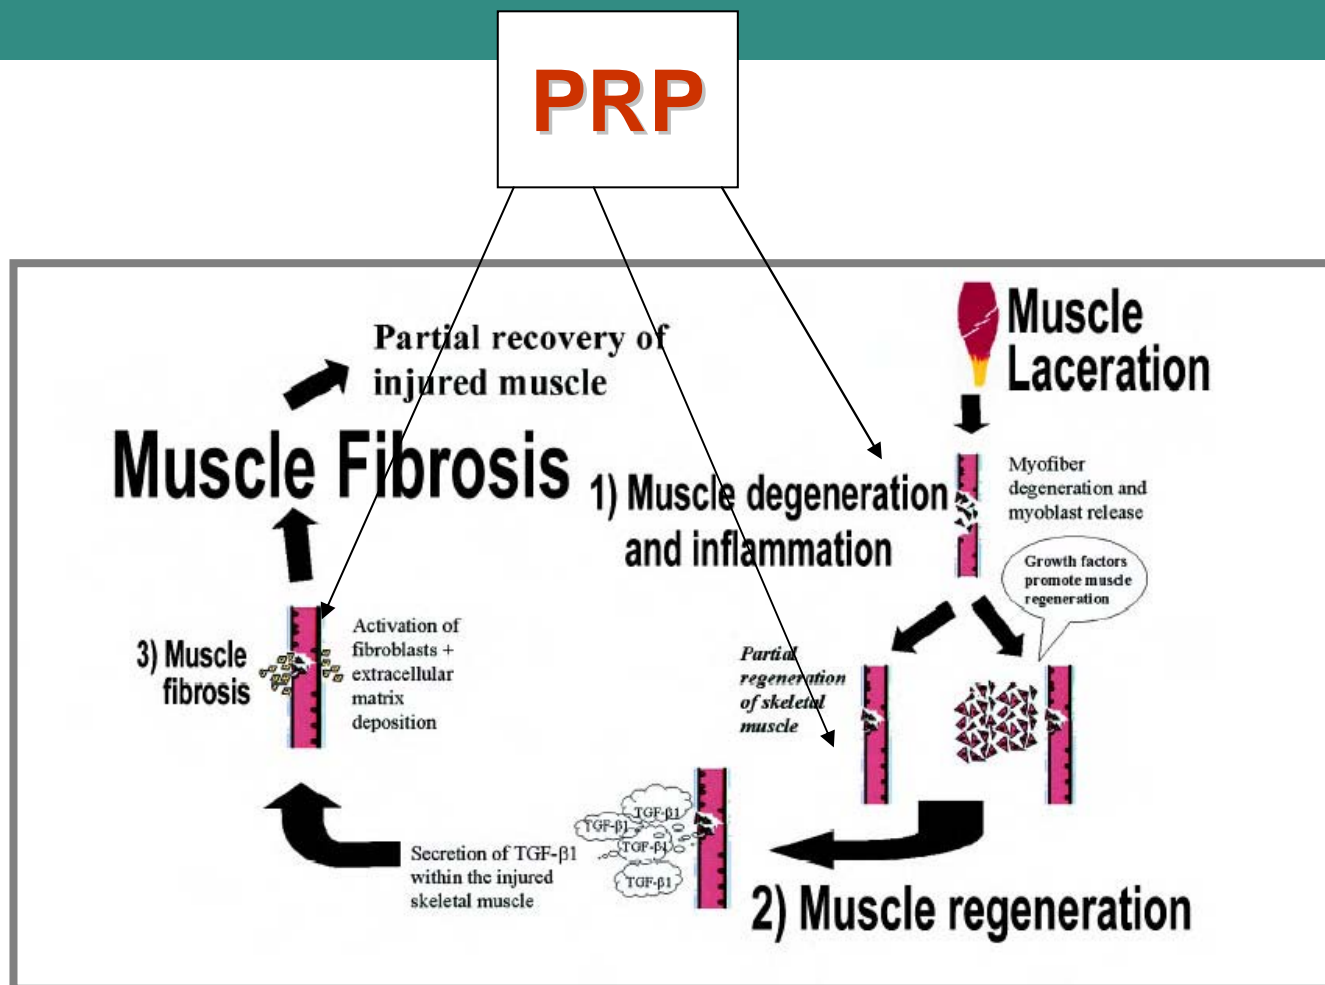 PRP
Muscle
Laceration
Partial recovery of
injured muscle
Muscle Fibrosis
1) Muscle degeneration
and inflammation
Myofiber
degeneration and
myoblast release
Growth factors
promote muscle
regeneration
Partial
regeneration
of skeletal
muscle
3) Muscle
fibrosis
Activation of
fibroblasts +
extracellular
matrix
deposition
TGF-β1
TGF-β1
TGF-β1
TGF-β1
Secretion of TGF-β1
within the injured
skeletal muscle
2) Muscle regeneration